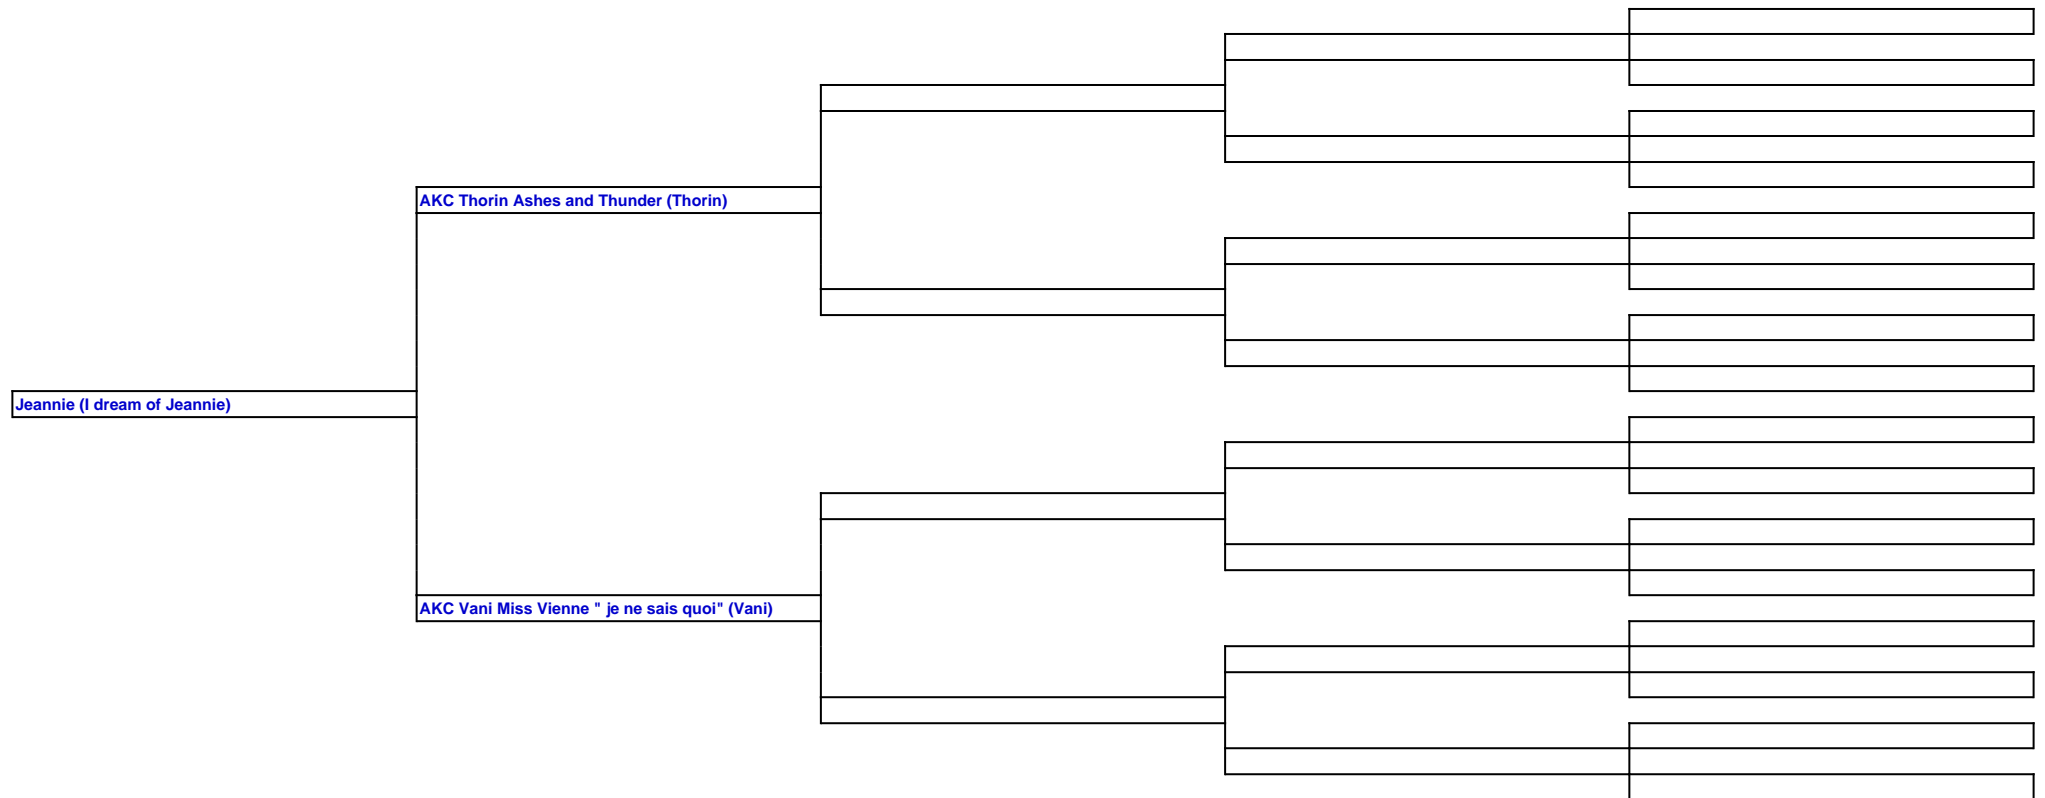 AKC Thorin Ashes and Thunder (Thorin)
Jeannie (I dream of Jeannie)
AKC Vani Miss Vienne " je ne sais quoi" (Vani)